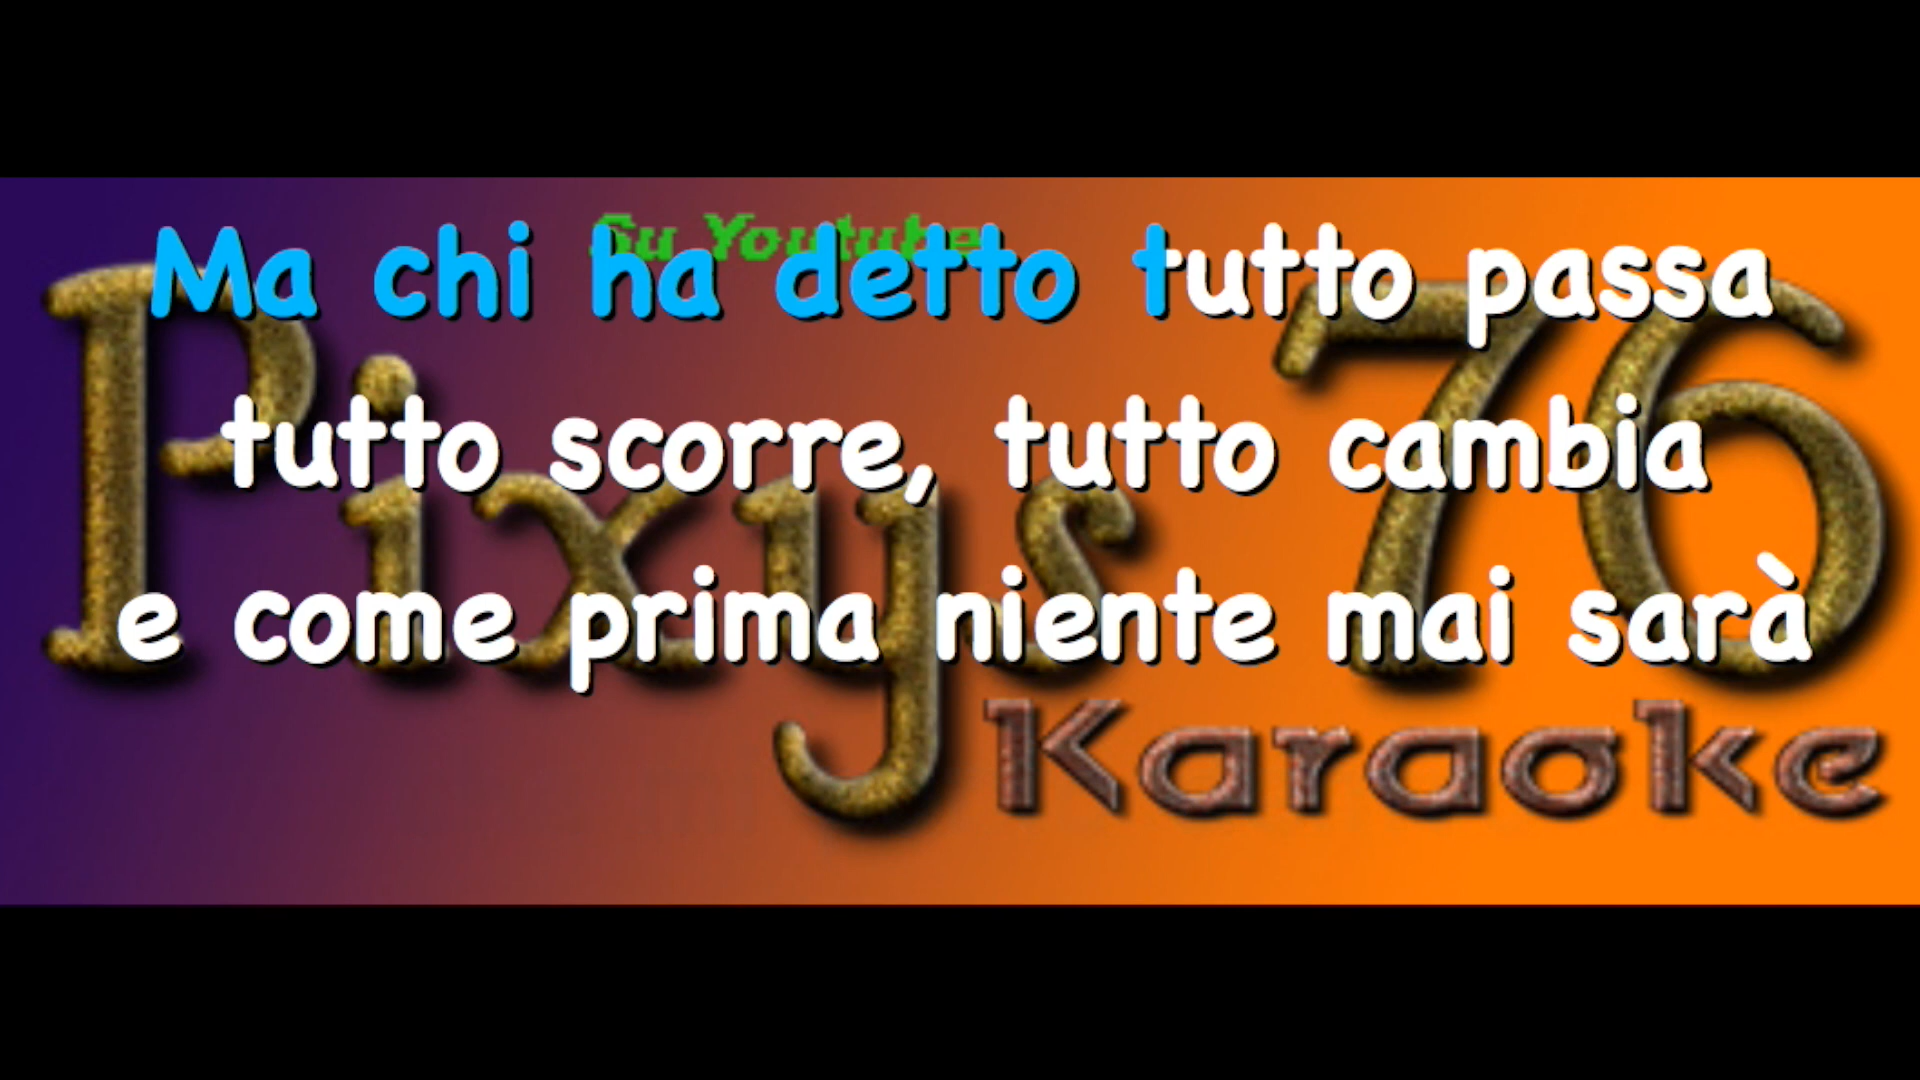 Su Youtube
Ma chi ha detto tutto passa
tutto scorre, tutto cambia
e come prima niente mai sarà
Pixys 76
Karaoke